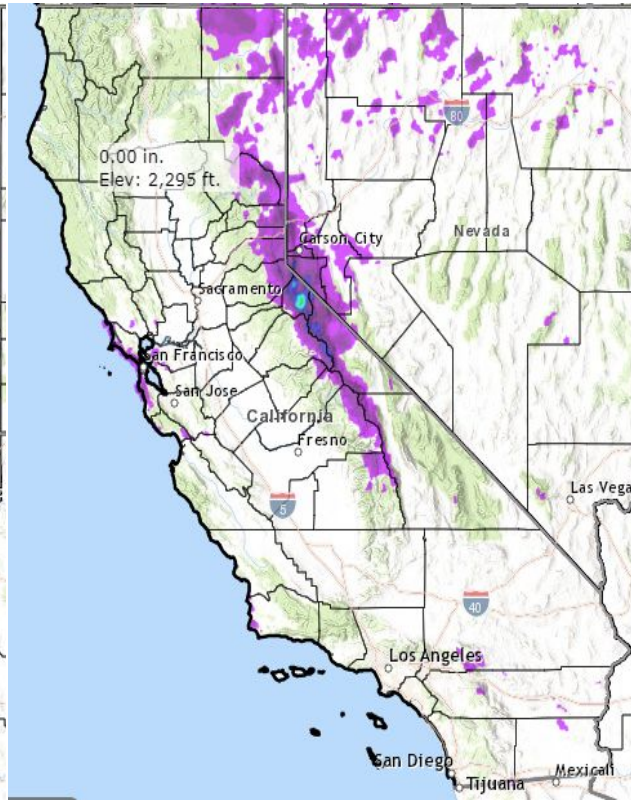 80
0.00 in.
Elev: 2,295 ft.
Nevada
Carson City
Sacramento
San Francisco
San Jose
California
Fresno
Las Vega
5
40
Los Angeles
San Diego
Tijuana
Mexicali